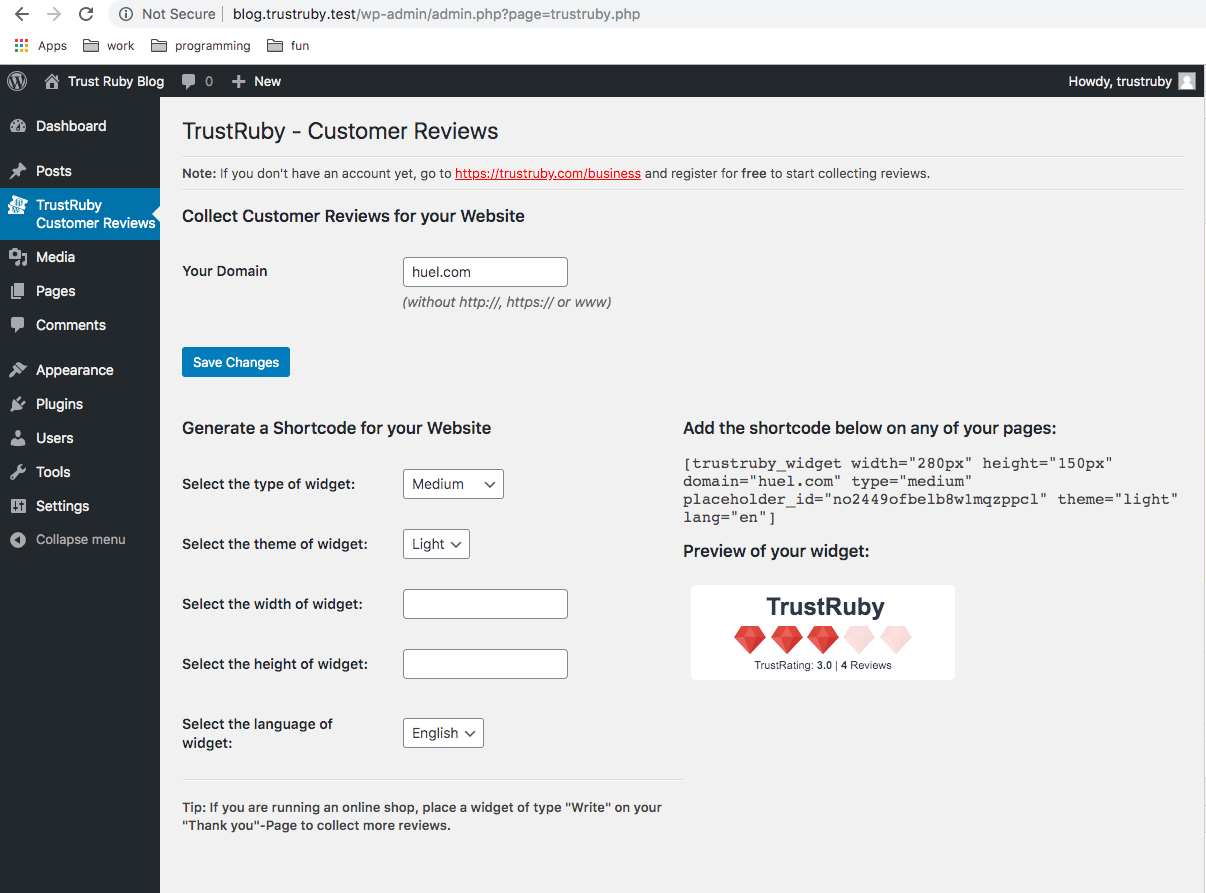 Not Secure | blog.trustruby.test/wp-admin/admin.php?page=trustruby.php
Apps work programming fun
Trust Ruby Blog 0 New Howdy, trustruby
Dashboard
Posts
TrustRuby
Customer Reviews
Media
Pages
Comments
Appearance
Plugins
Users
Tools
Settings
Collapse menu
TrustRuby - Customer Reviews
Note: If you don't have an account yet, go to https://trustruby.com/business and register for free to start collecting reviews.
Collect Customer Reviews for your Website
Your Domain huel.com
(without http://, https:// or www)
Save Changes
Generate a Shortcode for your Website
Select the type of widget: Medium
Select the theme of widget: Light
Select the width of widget:
Select the height of widget:
Select the language of
widget: English
Tip: If you are running an online shop, place a widget of type "Write" on your
"Thank you"-Page to collect more reviews.
Add the shortcode below on any of your pages:
[trustruby_widget width="280px" height="150px"
domain="huel.com" type="medium"
placeholder_id="no2449ofbelb8w1mqzppcl" theme="light"
lang="en"]
Preview of your widget:
TrustRuby
TrustRating: 3.0 | 4 Reviews